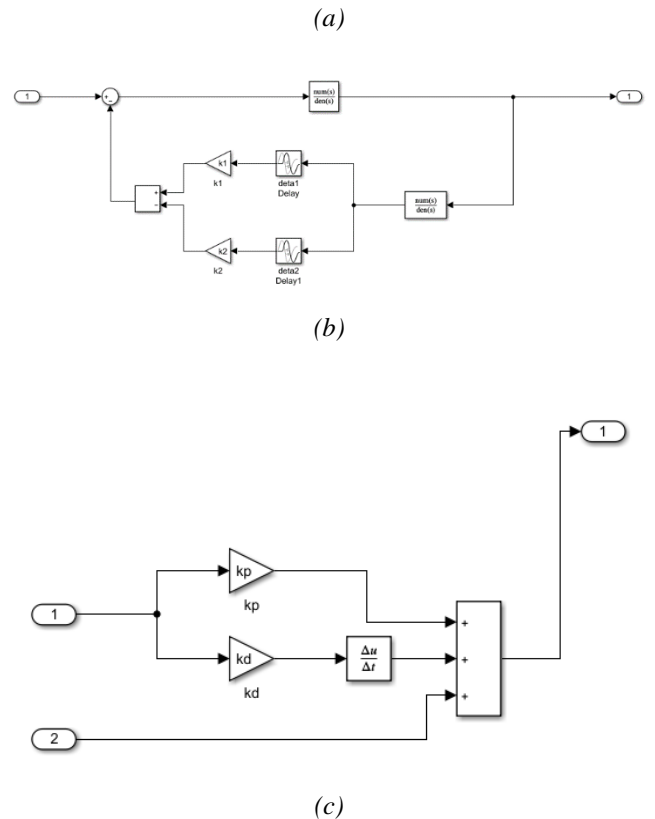 (a)
1
+
−
num(s)
den(s)
1
k1
k1
deta1
Delay
+
−
num(s)
den(s)
k2
k2
deta2
Delay1
(b)
1
kp
kp
1
+
kd
Δu
Δt
+
kd
+
2
(c)